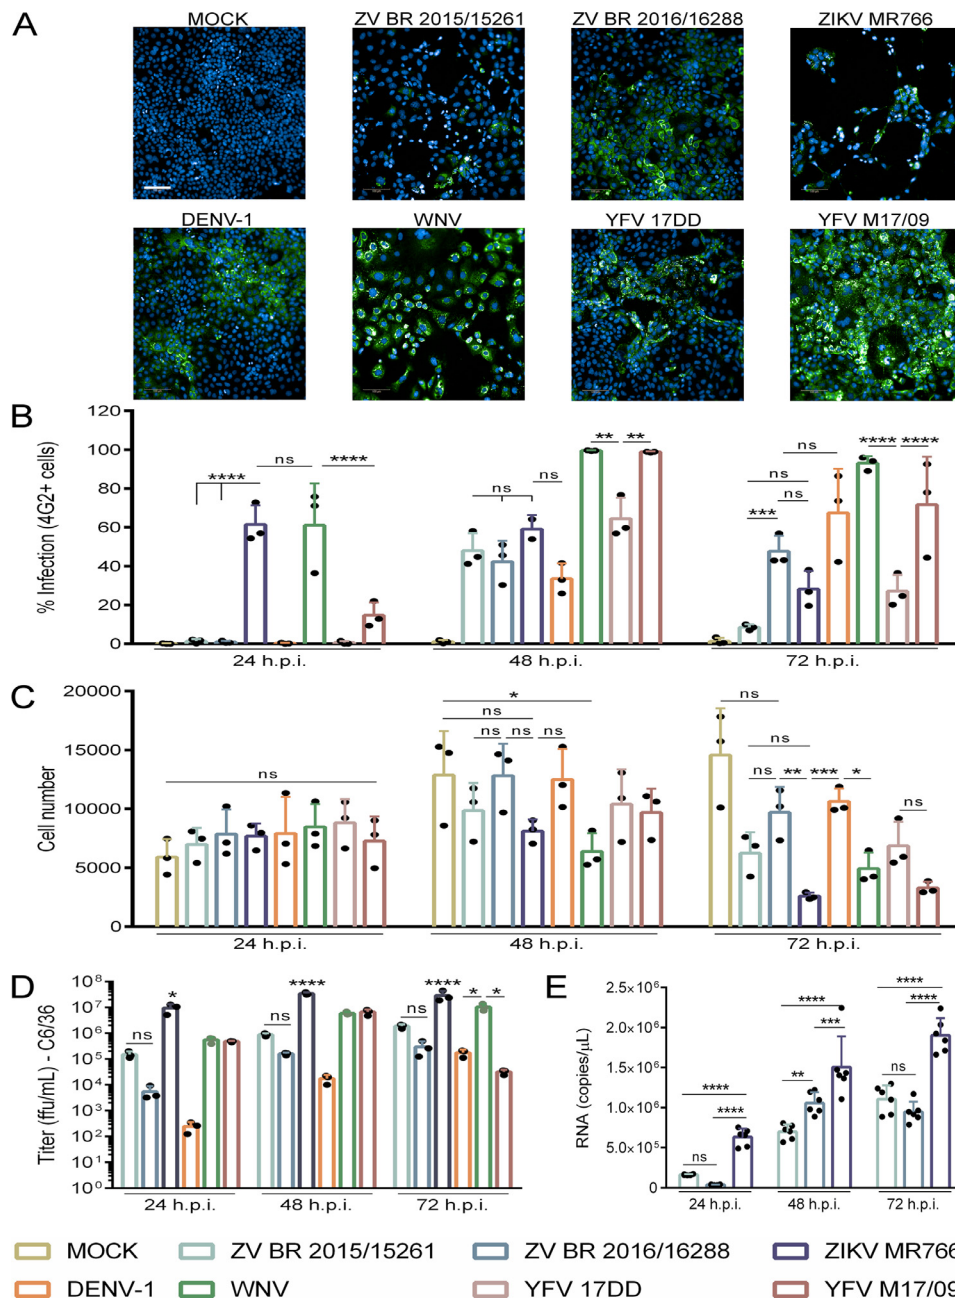 A
MOCK
ZV BR 2015/15261
ZV BR 2016/16288
ZIKV MR766
DENV-1
WNV
YFV 17DD
YFV M17/09
B
% Infection (4G2+ cells)
120
100
80
60
40
20
0
****
ns
****
ns
ns
**
**
ns
ns
***
ns
****
****
24 h.p.i.
48 h.p.i.
72 h.p.i.
C
Cell number
20000
15000
10000
5000
0
ns
*
ns
ns
ns
ns
ns
ns
ns
**
***
*
ns
24 h.p.i.
48 h.p.i.
72 h.p.i.
D
Titer (ffu/mL) - C6/36
10⁸
10⁷
10⁶
10⁵
10⁴
10³
10²
10¹
10⁰
ns
*
ns
****
ns
****
*
*
24 h.p.i.
48 h.p.i.
72 h.p.i.
E
RNA (copies/μL)
2.5×10⁶
2.0×10⁶
1.5×10⁶
1.0×10⁶
5.0×10⁵
0
ns
****
****
**
***
****
ns
****
****
24 h.p.i.
48 h.p.i.
72 h.p.i.
MOCK
ZV BR 2015/15261
ZV BR 2016/16288
ZIKV MR766
DENV-1
WNV
YFV 17DD
YFV M17/09